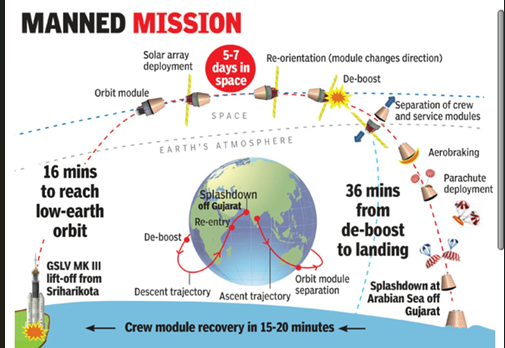 MANNED MISSION
Solar array
deployment
5-7
days in
space
Re-orientation (module changes direction)
De-boost
Orbit module
Separation of crew
and service modules
SPACE
EARTH'S ATMOSPHERE
Aerobraking
Parachute
deployment
16 mins
to reach
low-earth
orbit
36 mins
from
de-boost
to landing
Splashdown
off Gujarat
Re-entry
De-boost
Descent trajectory
Ascent trajectory
Orbit module
separation
GSLV MK III
lift-off from
Sriharikota
Splashdown at
Arabian Sea off
Gujarat
Crew module recovery in 15-20 minutes